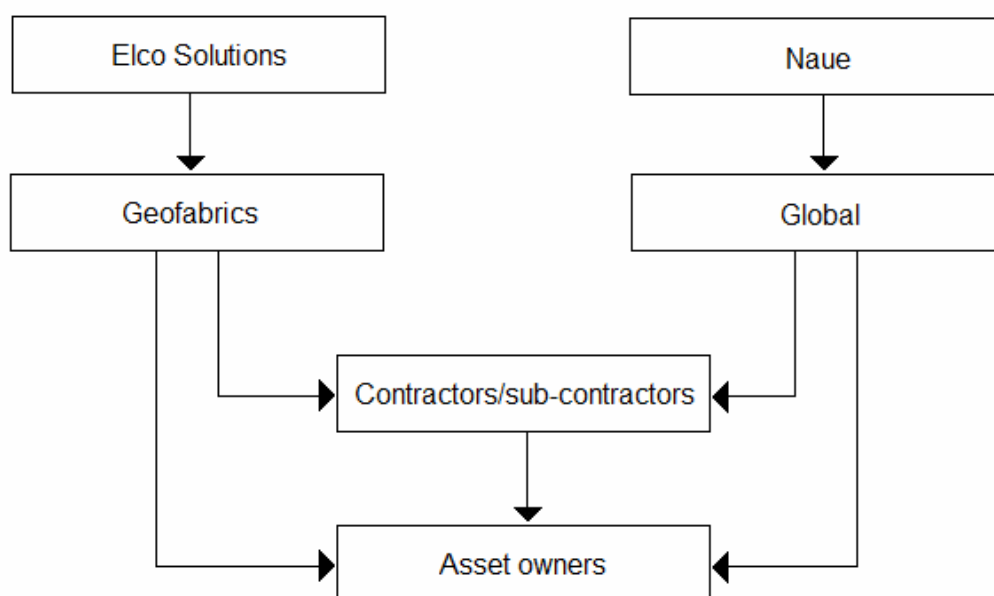 Elco Solutions
Naue
Geofabrics
Global
Contractors/sub-contractors
Asset owners